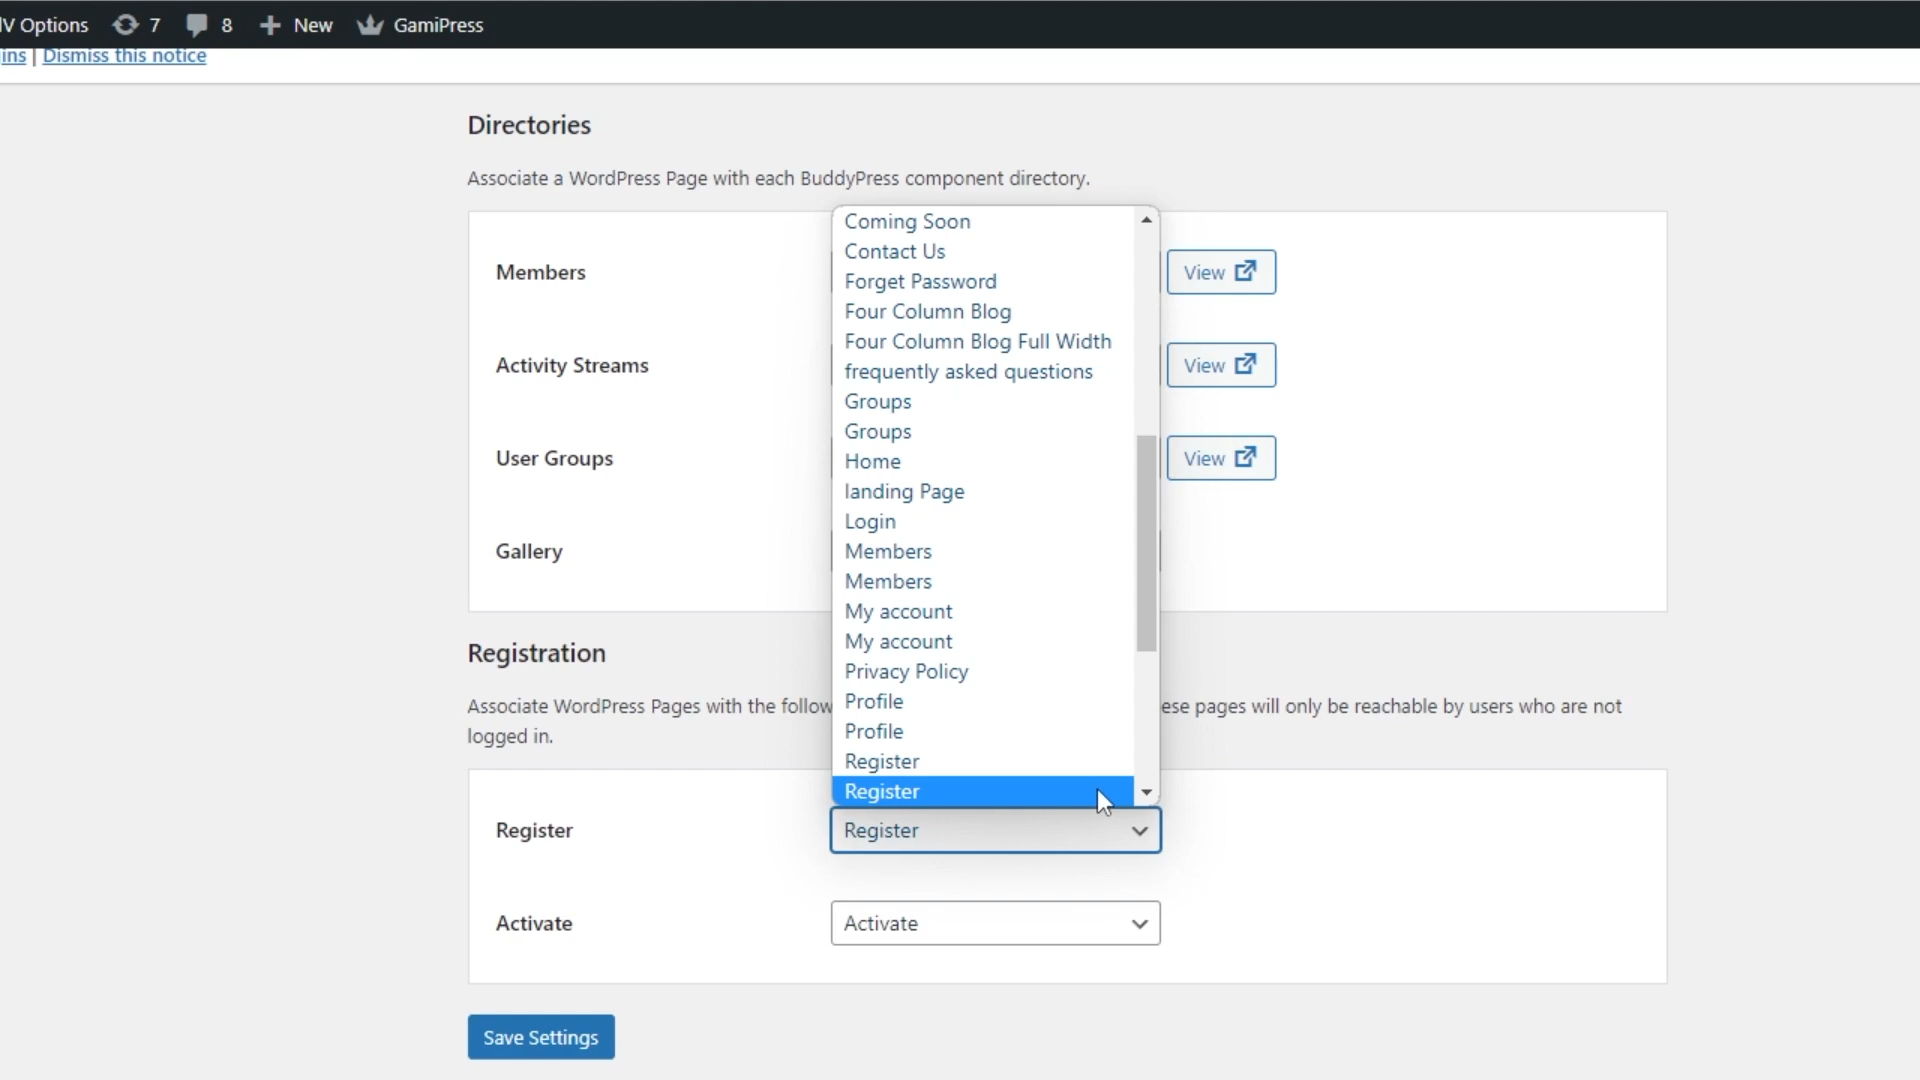 V Options 7 8 New GamiPress
ins | Dismiss this notice
Directories
Associate a WordPress Page with each BuddyPress component directory.
Members
View
Activity Streams
View
User Groups
View
Gallery
Coming Soon
Contact Us
Forget Password
Four Column Blog
Four Column Blog Full Width
frequently asked questions
Groups
Groups
Home
landing Page
Login
Members
Members
My account
My account
Privacy Policy
Profile
Profile
Register
Register
Registration
Associate WordPress Pages with the follow ese pages will only be reachable by users who are not
logged in.
Register
Register
Activate
Activate
Save Settings